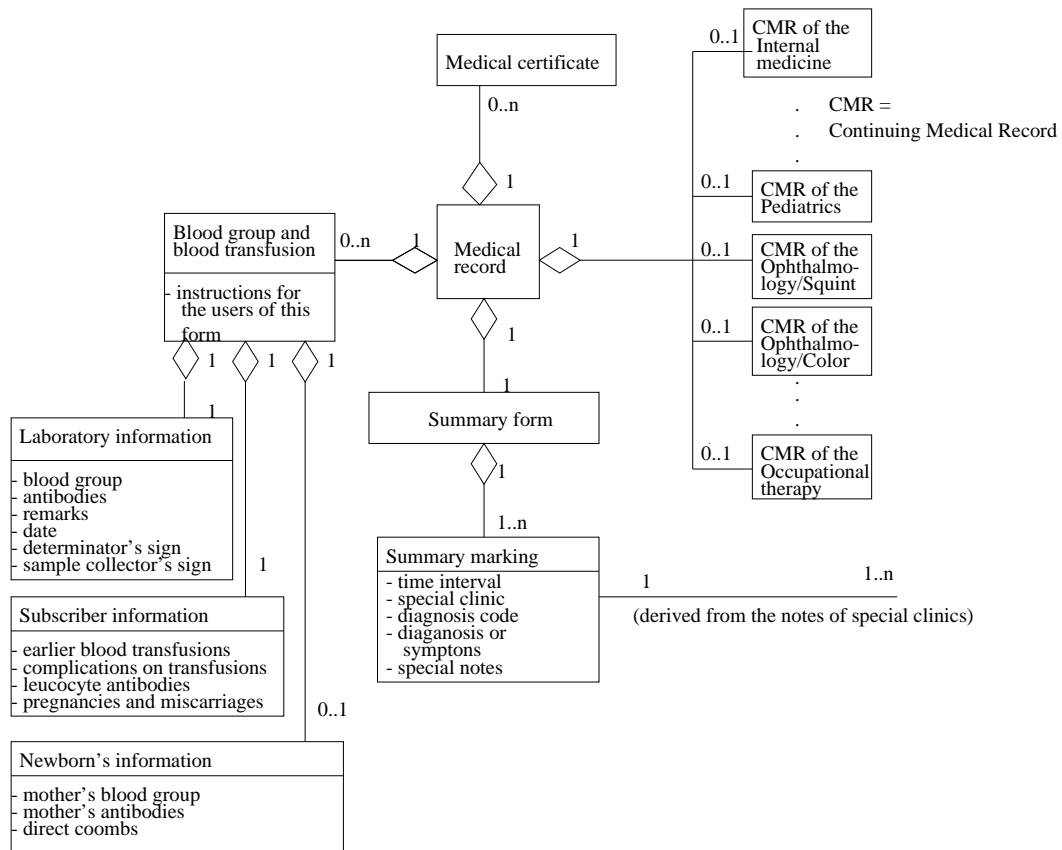 Medical certificate
0..n
1
0..1
CMR of the
Internal
medicine
. CMR =
. Continuing Medical Record
.
0..1
CMR of the
Pediatrics
Blood group and
blood transfusion
- instructions for
the users of this
form
0..n
1
Medical
record
1
0..1
CMR of the
Ophthalmo-
logy/Squint
0..1
CMR of the
Ophthalmo-
logy/Color
.
.
.
0..1
CMR of the
Occupational
therapy
1
1
Summary form
1
1..n
Summary marking
- time interval
- special clinic
- diagnosis code
- diaganosis or
symptons
- special notes
1
1..n
(derived from the notes of special clinics)
1
1
1
1
Laboratory information
- blood group
- antibodies
- remarks
- date
- determinator's sign
- sample collector's sign
1
Subscriber information
- earlier blood transfusions
- complications on transfusions
- leucocyte antibodies
- pregnancies and miscarriages
0..1
Newborn's information
- mother's blood group
- mother's antibodies
- direct coombs